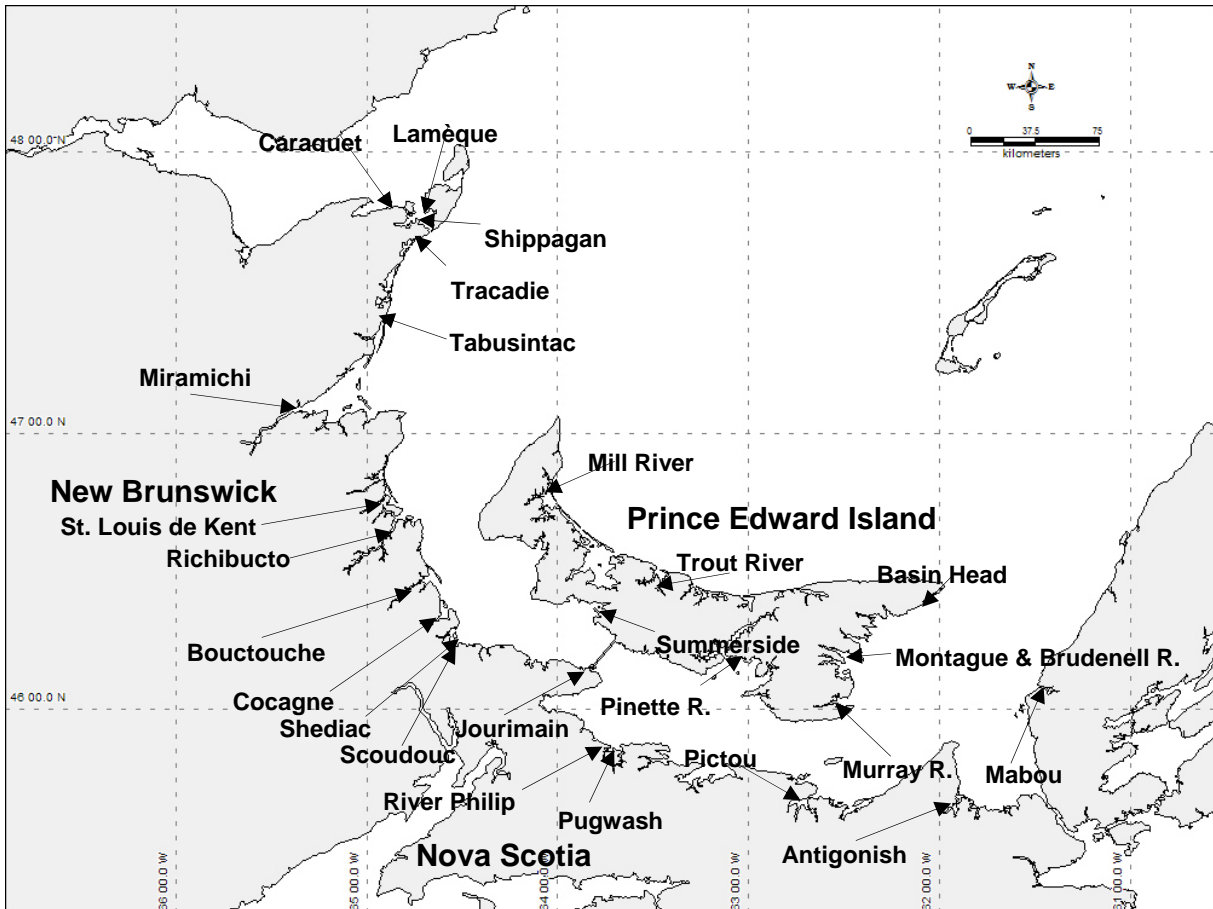 N
W E
S
0 37.5 75
kilometers
48 00.0 N
Caraquet
Lamèque
Shippagan
Tracadie
Tabusintac
Miramichi
47 00.0 N
Mill River
New Brunswick
Prince Edward Island
St. Louis de Kent
Richibucto
Trout River
Basin Head
Bouctouche
Summerside
Montague & Brudenell R.
46 00.0 N
Cocagne
Pinette R.
Shediac
Jourimain
Scoudouc
Pictou
Murray R.
Mabou
River Philip
Pugwash
Nova Scotia
Antigonish
66 00.0 W
65 00.0 W
64 00.0 W
63 00.0 W
62 00.0 W
61 00.0 W